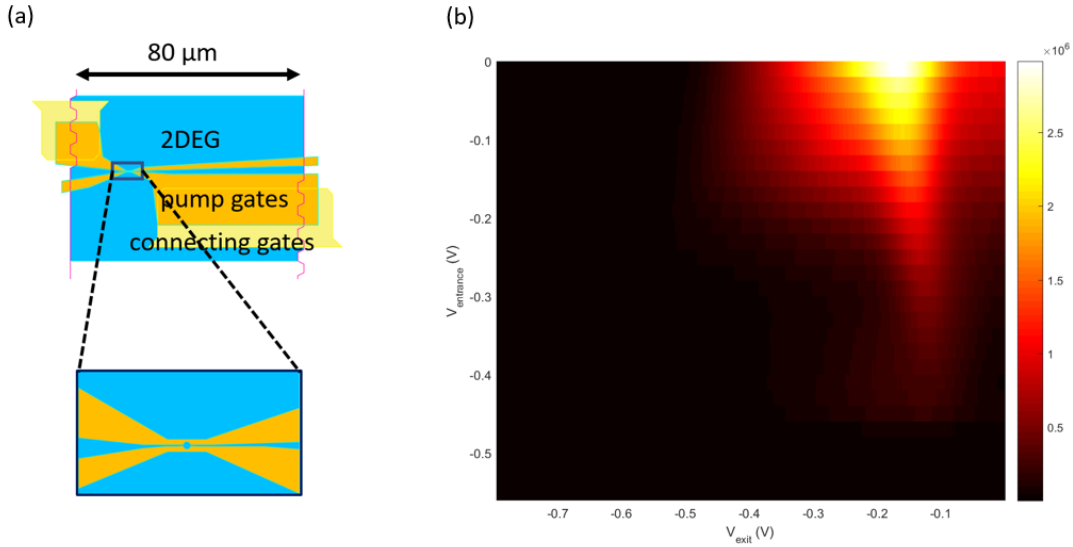 (a)
80 µm
2DEG
pump gates
connecting gates
(b)
×10⁶
0
-0.1
-0.2
-0.3
-0.4
-0.5
V_entrance (V)
-0.7
-0.6
-0.5
-0.4
-0.3
-0.2
-0.1
V_exit (V)
2.5
2
1.5
1
0.5